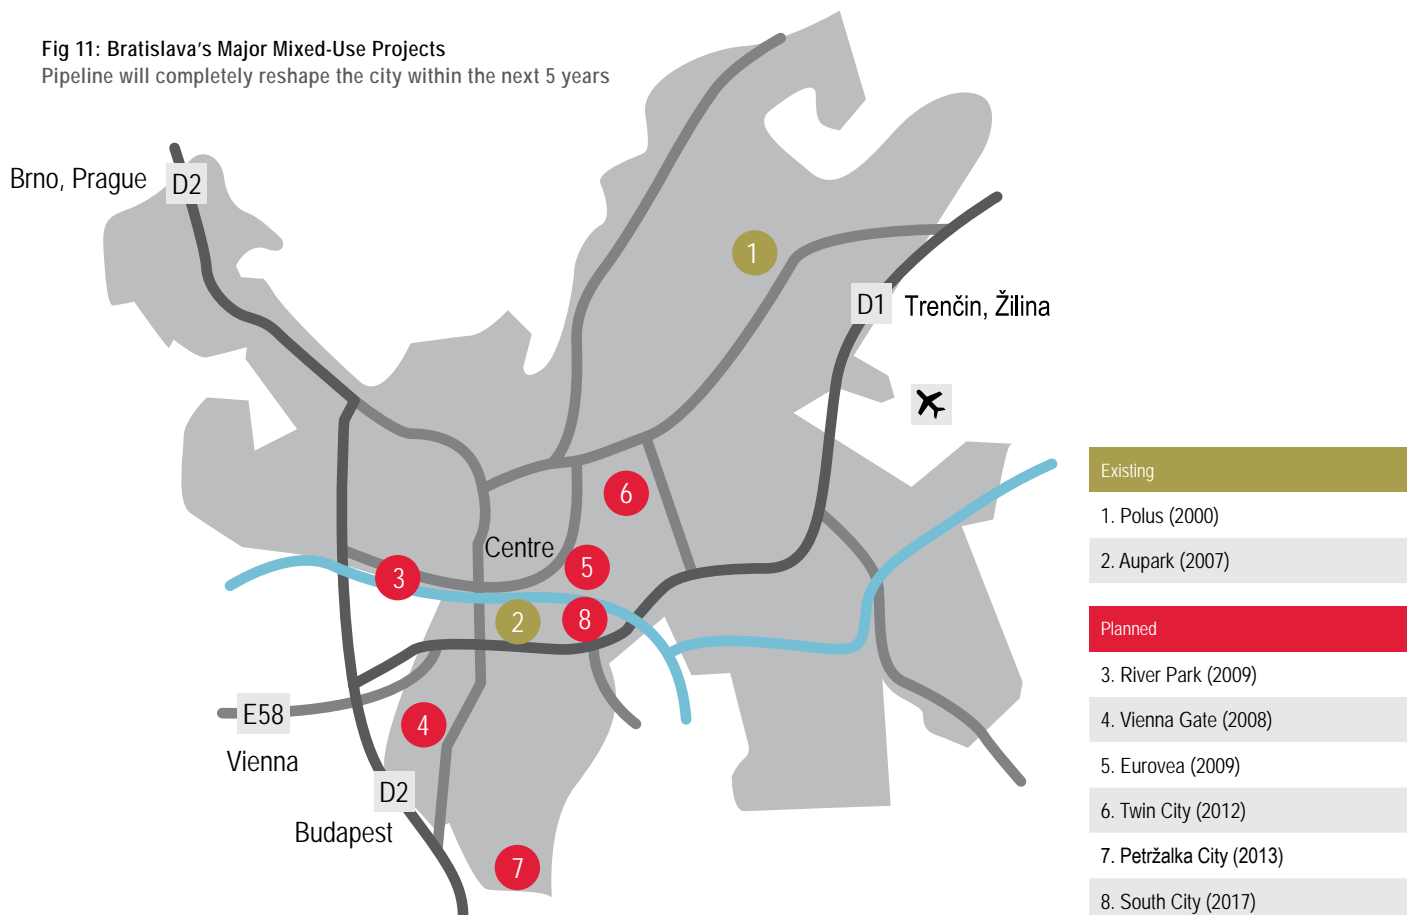 Fig 11: Bratislava's Major Mixed-Use Projects
Pipeline will completely reshape the city within the next 5 years
Brno, Prague
D2
1
D1
Trenčin, Žilina
6
Centre
5
3
2
8
E58
4
Vienna
D2
Budapest
7
Existing
1. Polus (2000)
2. Aupark (2007)
Planned
3. River Park (2009)
4. Vienna Gate (2008)
5. Eurovea (2009)
6. Twin City (2012)
7. Petržalka City (2013)
8. South City (2017)